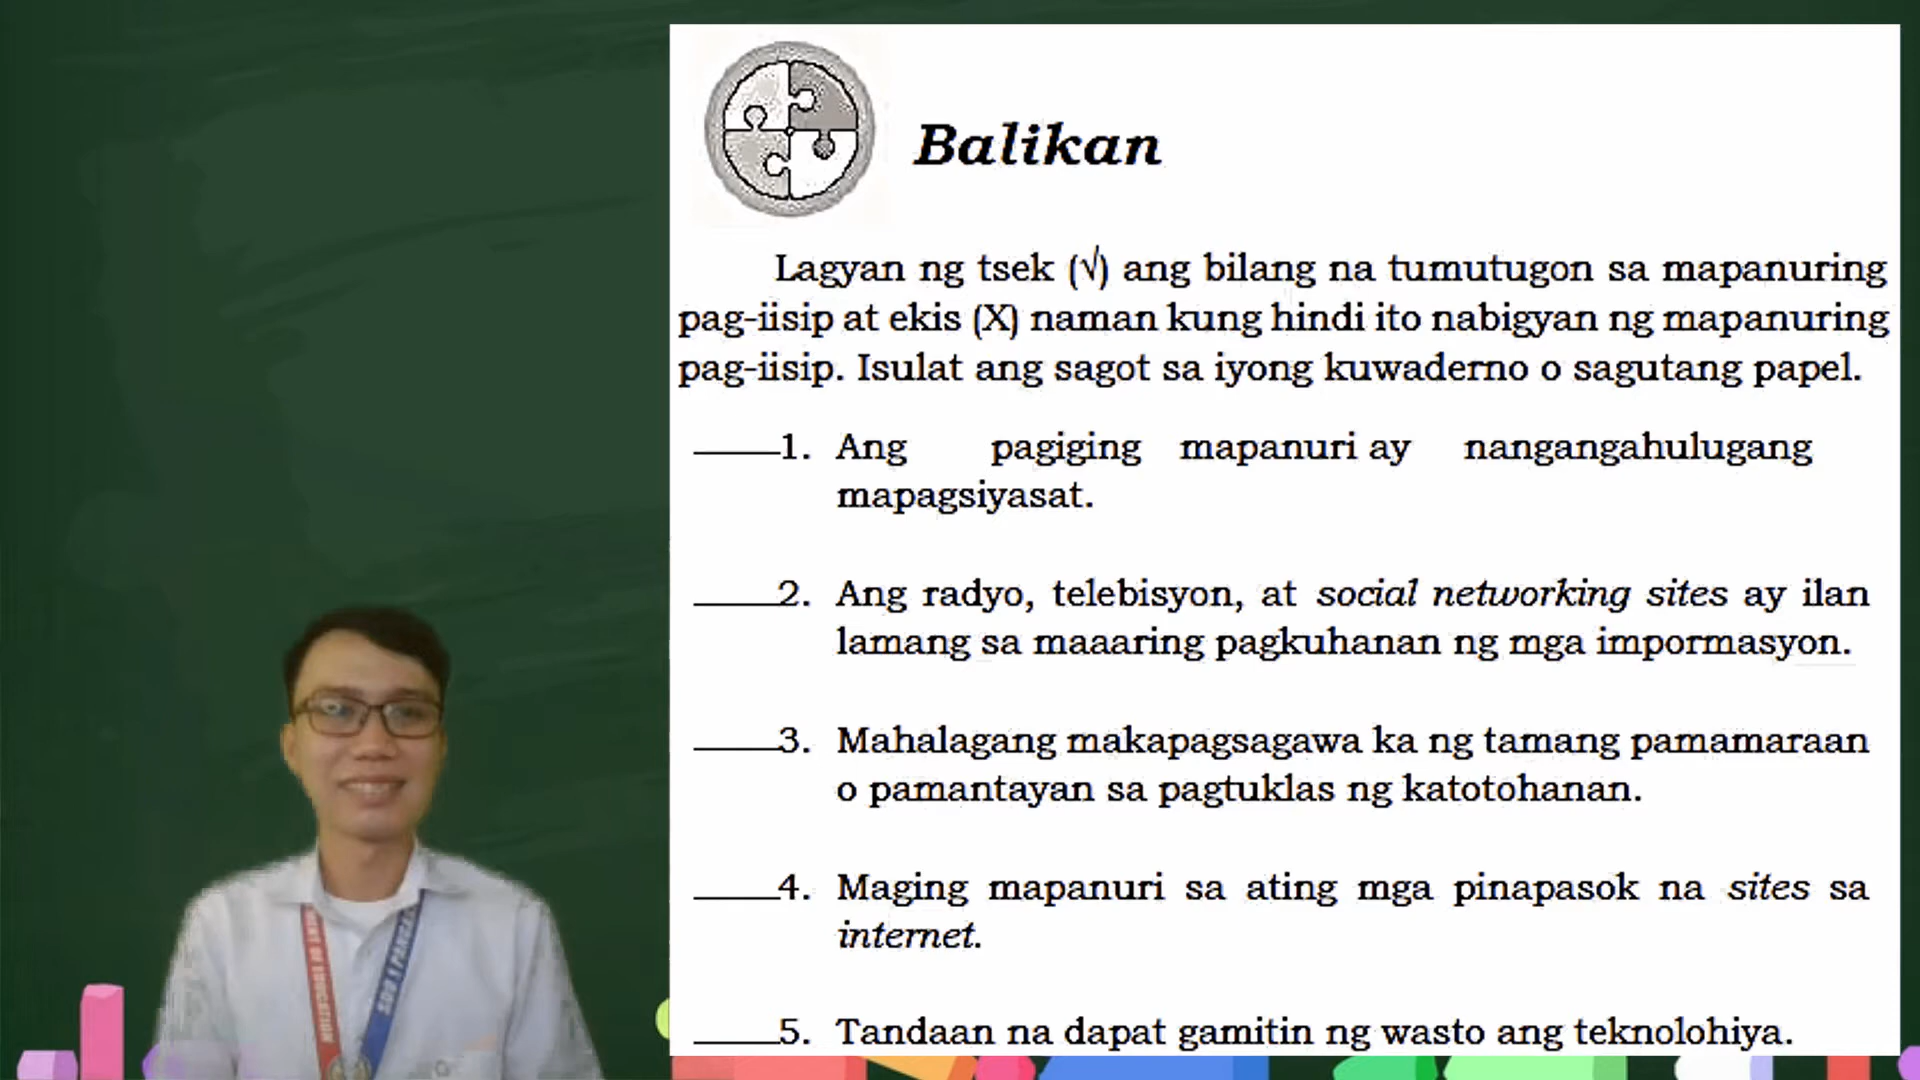 Balikan
Lagyan ng tsek (√) ang bilang na tumutugon sa mapanuring
pag-iisip at ekis (X) naman kung hindi ito nabigyan ng mapanuring
pag-iisip. Isulat ang sagot sa iyong kuwaderno o sagutang papel.
_____1. Ang pagiging mapanuri ay nangangahulugang
mapagsiyasat.
_____2. Ang radyo, telebisyon, at social networking sites ay ilan
lamang sa maaaring pagkuhanan ng mga impormasyon.
_____3. Mahalagang makapagsagawa ka ng tamang pamamaraan
o pamantayan sa pagtuklas ng katotohanan.
_____4. Maging mapanuri sa ating mga pinapasok na sites sa
internet.
_____5. Tandaan na dapat gamitin ng wasto ang teknolohiya.
OF EDUCATION
SDO 1